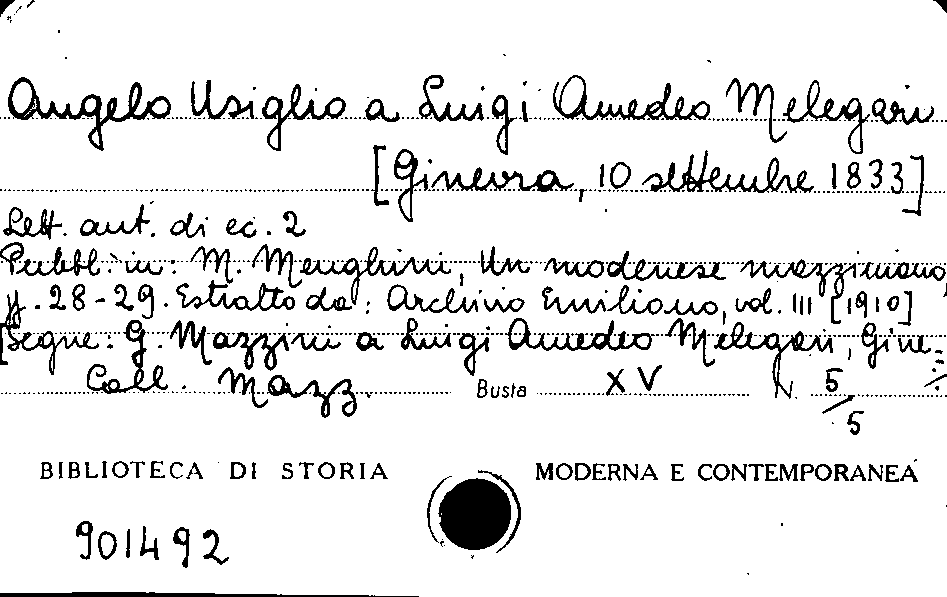 Angelo Usiglio a Luigi Amedeo Melegari
[Ginevra, 10 settembre 1833]
Lett. aut. di cc. 2
Pubbl. in: M. Menghini, Un modenese mazziniano,
pp. 28-29. Estratto da: Archivio Emiliano, vol. III [1910]
[Segue: G. Mazzini a Luigi Amedeo Melegari, Gine-
Coll. Mazz. Busta XV N. 5/5
BIBLIOTECA DI STORIA MODERNA E CONTEMPORANEA
901492